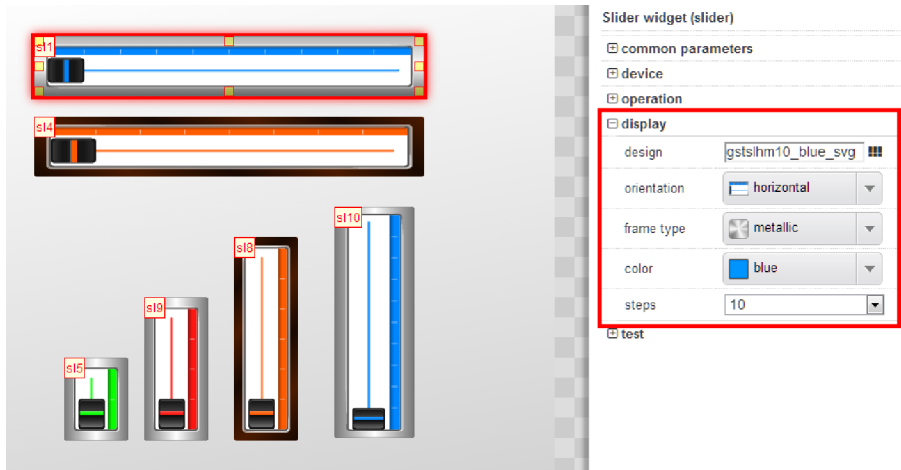 Slider widget (slider)
common parameters
device
operation
display
design gstslhm10_blue_svg
orientation horizontal
frame type metallic
color blue
steps 10
test
sl1
sl4
sl10
sl8
sl9
sl5